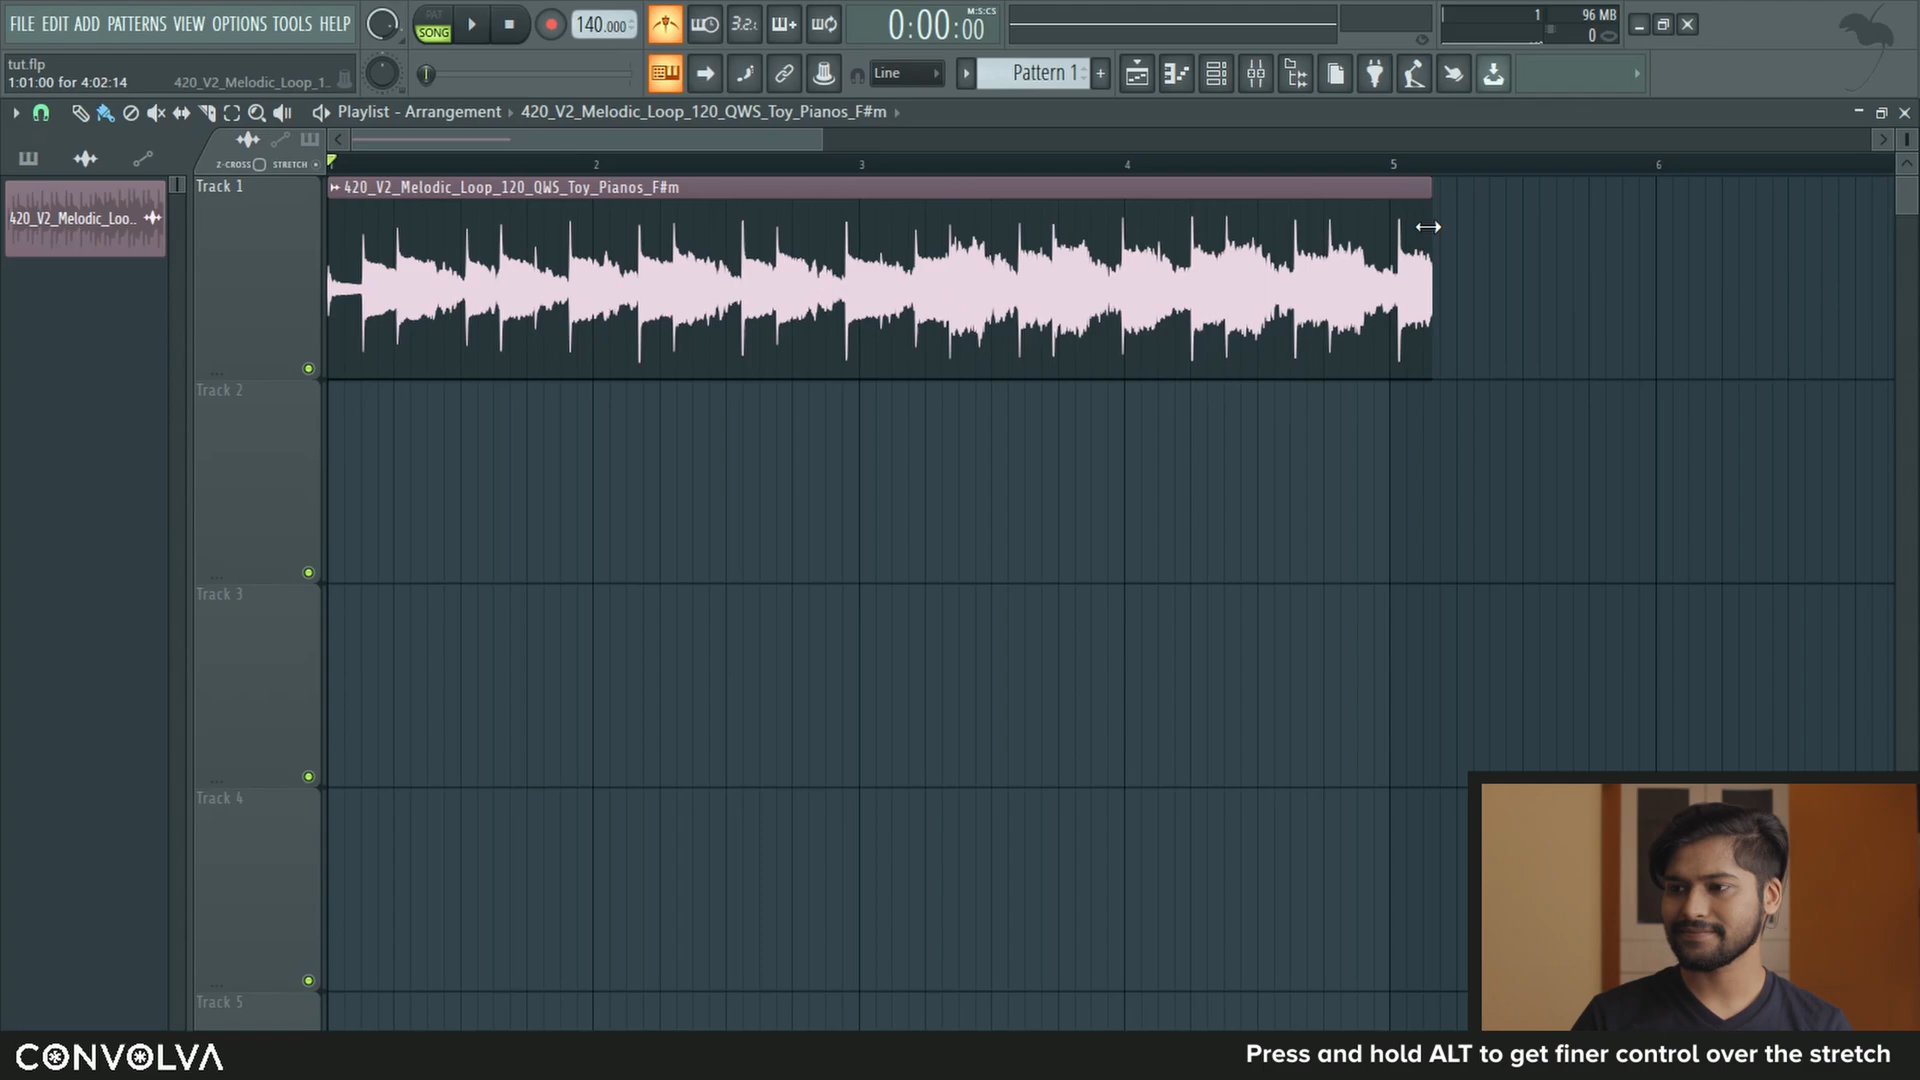 FILE EDIT ADD PATTERNS VIEW OPTIONS TOOLS HELP
PAT
SONG
140.000
3.2.
0:00:00
M:S:CS
1
96 MB
0
tut.flp
1:01:00 for 4:02:14
420_V2_Melodic_Loop_1..
Line
Pattern 1
+
Playlist - Arrangement
420_V2_Melodic_Loop_120_QWS_Toy_Pianos_F#m
Z-CROSS
STRETCH
2
3
4
5
6
420_V2_Melodic_Loo..
Track 1
420_V2_Melodic_Loop_120_QWS_Toy_Pianos_F#m
Track 2
Track 3
Track 4
Track 5
CONVOLVA
Press and hold ALT to get finer control over the stretch